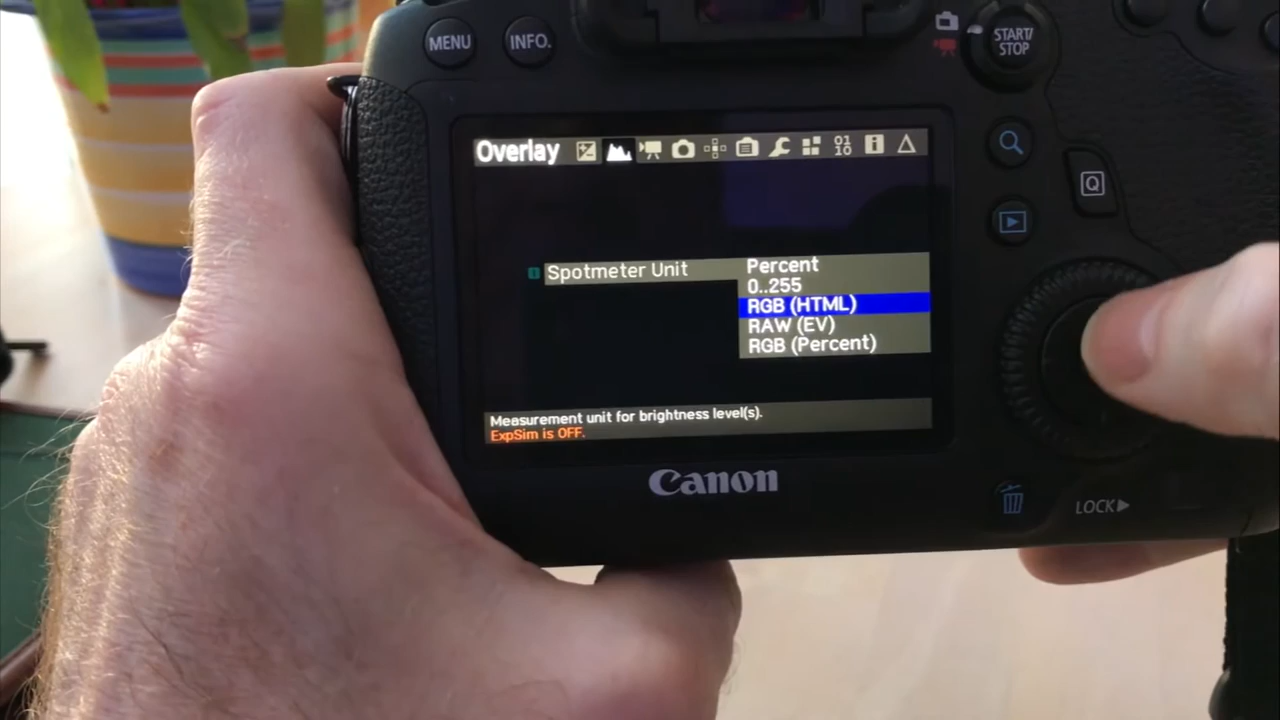 MENU
INFO.
START/
STOP
Overlay
01
10
i
Q
Spotmeter Unit
Percent
0..255
RGB (HTML)
RAW (EV)
RGB (Percent)
Measurement unit for brightness level(s).
ExpSim is OFF.
Canon
LOCK